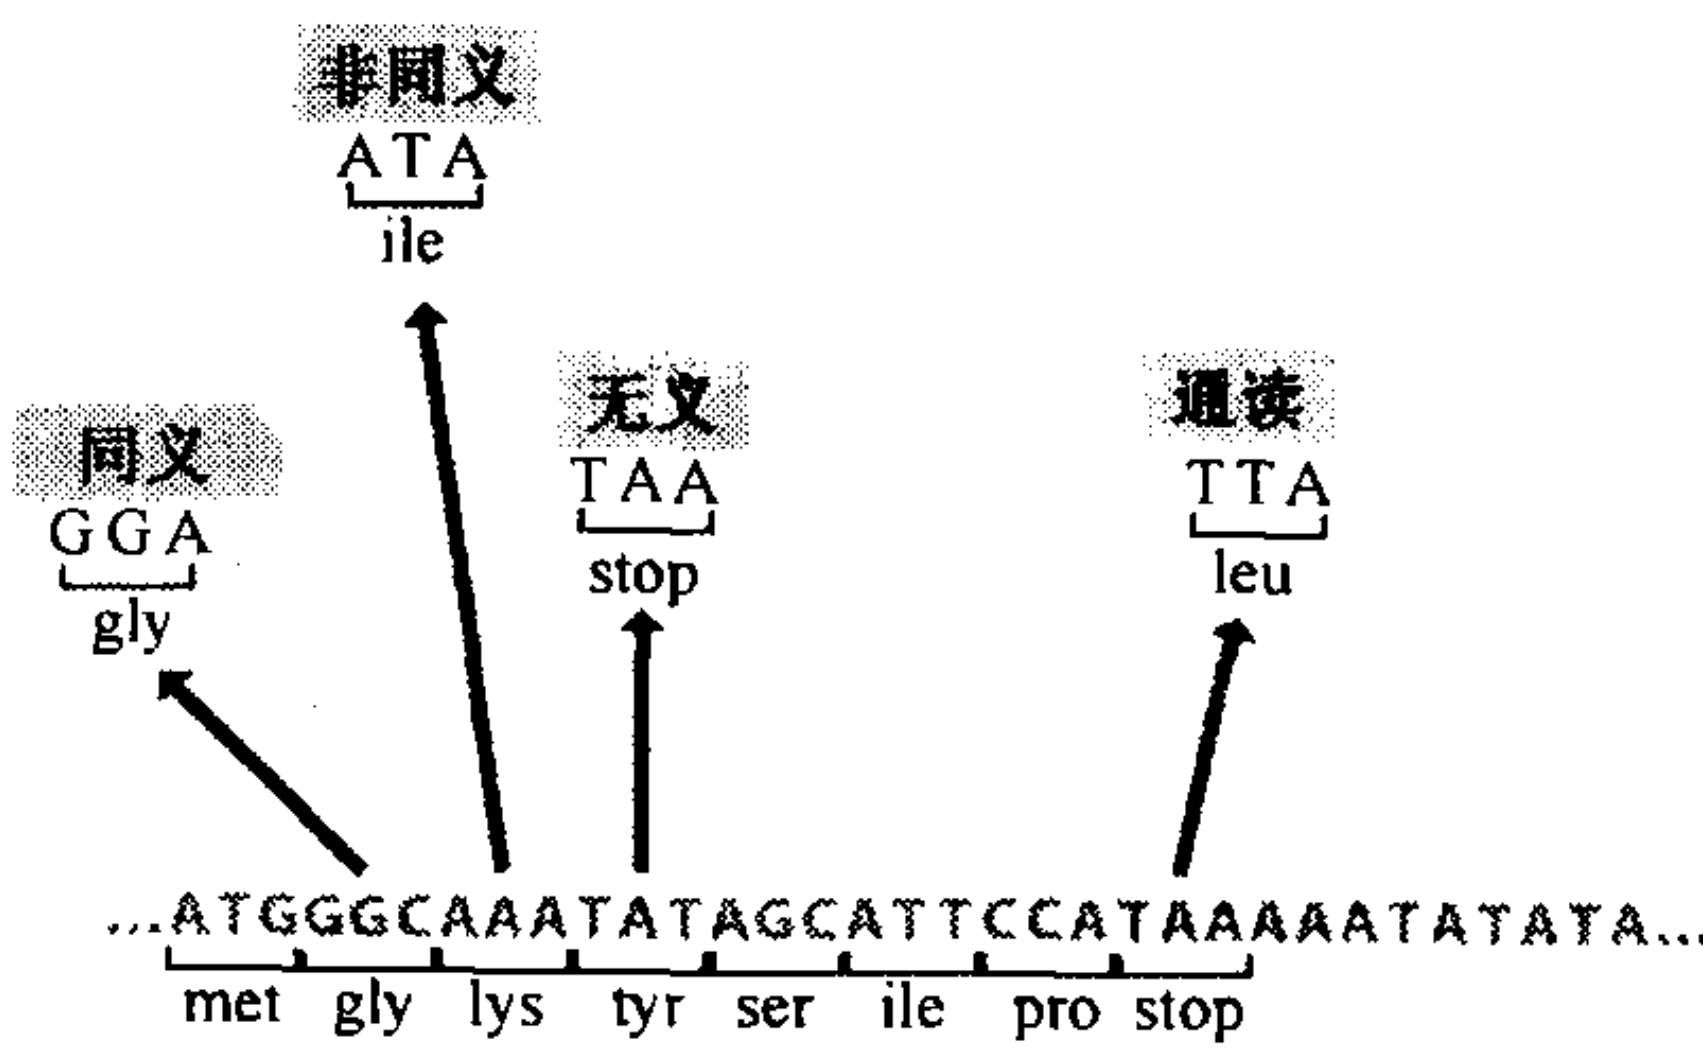 非同义
ATA
ile
无义
TAA
stop
通读
TTA
leu
同义
GGA
gly
...ATGGGCAAATATAGCATTCCATAAAAATATATA...
met gly lys tyr ser ile pro stop